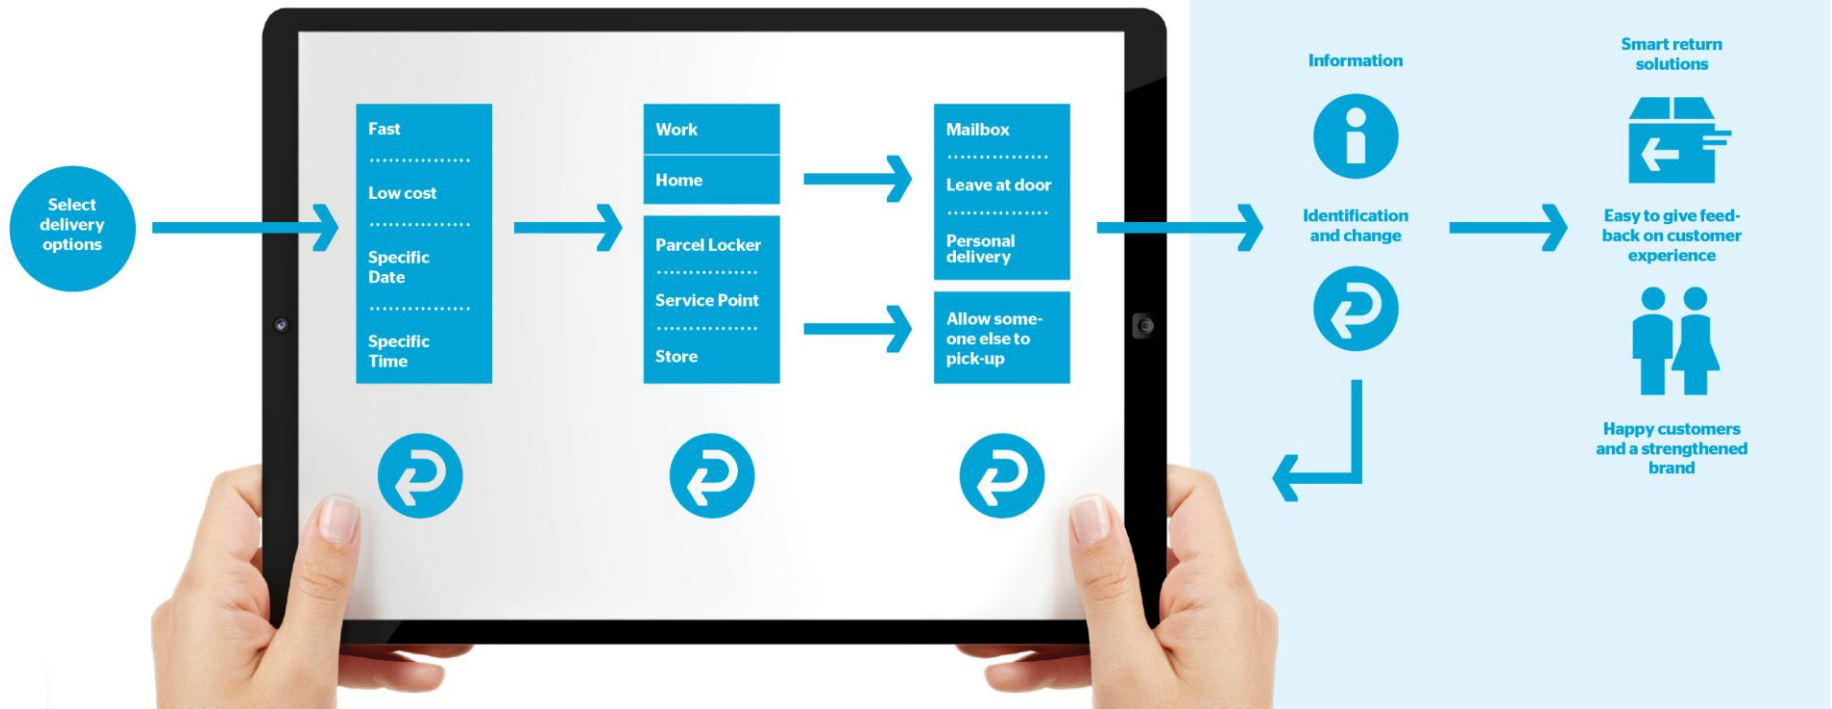 Select
delivery
options
Fast
Low cost
Specific
Date
Specific
Time
Work
Home
Parcel Locker
Service Point
Store
Mailbox
Leave at door
Personal
delivery
Allow some-
one else to
pick-up
Information
Identification
and change
Smart return
solutions
Easy to give feed-
back on customer
experience
Happy customers
and a strengthened
brand